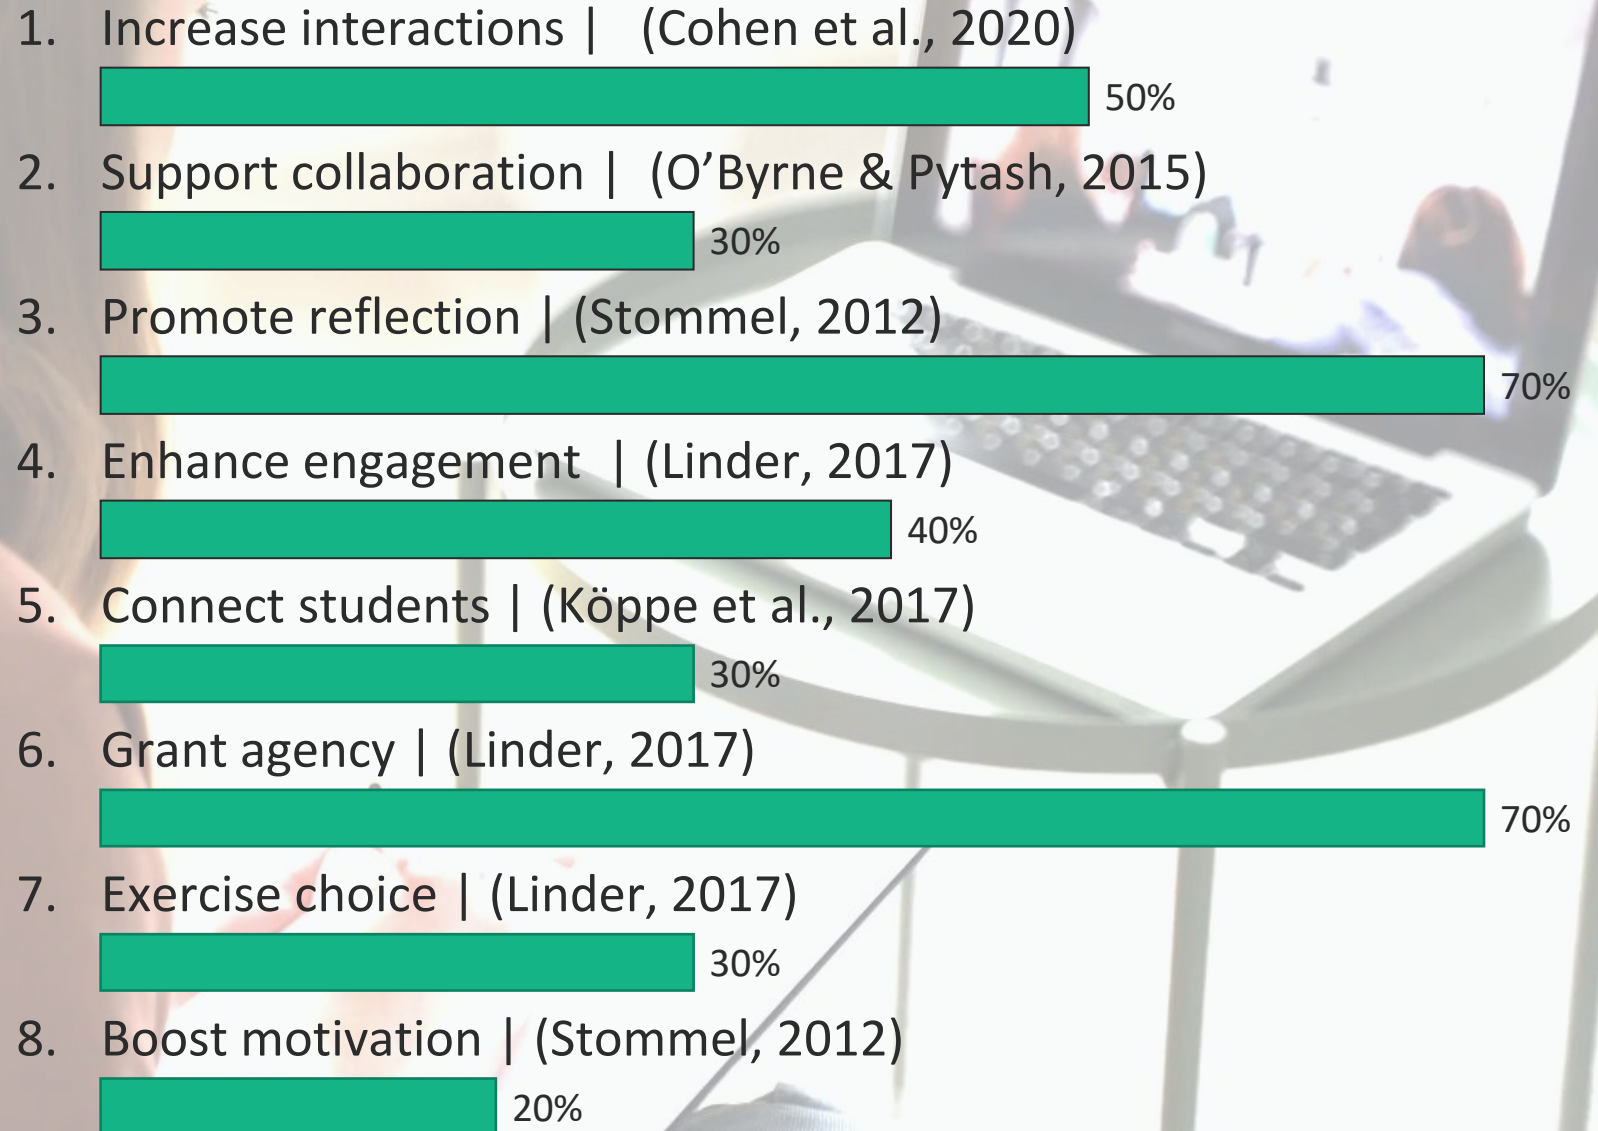 1. Increase interactions | (Cohen et al., 2020)
50%
2. Support collaboration | (O’Byrne & Pytash, 2015)
30%
3. Promote reflection | (Stommel, 2012)
70%
4. Enhance engagement | (Linder, 2017)
40%
5. Connect students | (Köppe et al., 2017)
30%
6. Grant agency | (Linder, 2017)
70%
7. Exercise choice | (Linder, 2017)
30%
8. Boost motivation | (Stommel, 2012)
20%